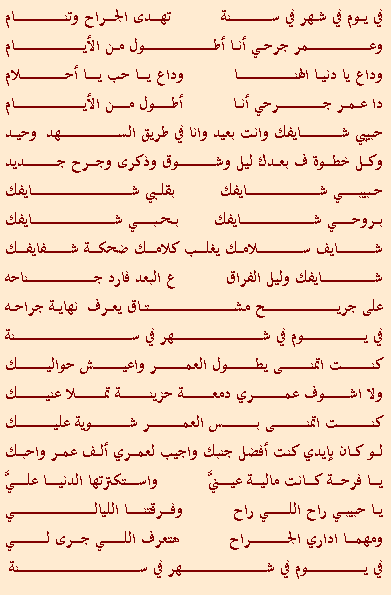 في يوم في شهر في سنة تهدى الجراح وتنام
وعمر جرحي أنا أطول من الأيام
وداع يا دنيا الهنا وداع يا حب يا أحلام
دا عمر جرحي أنا أطول من الأيام
حبيبي شايفك وانت بعيد وانا في طريق السهد وحيد
وكل خطوة ف بعدك ليل وشوق وذكرى وجرح جديد
حبيبي شايفك بقلبي شايفك
بروحي شايفك بحبي شايفك
شايف سلامك يغلب كلامك ضحكة شفايفك
شايفك وليل الفراق ع البعد فارد جناحه
على جريح مشتاق يعرف نهاية جراحه
في يوم في شهر في سنة
كنت اتمنى يطول العمر واعيش حواليك
ولا اشوف عمري دمعة حزينة تملا عنيك
كنت اتمنى بس العمر شوية عليك
لو كان بإيدي كنت أفضل جنبك واجيب لعمري ألف عمر واحبك
يا فرحة كانت مالية عينيَّ واستكترتها الدنيا عليَّ
يا حبيبي راح اللي راح وفرقتنا الليالي
ومهما اداري الجراح هتعرف اللي جرى لي
في يوم في شهر في سنة